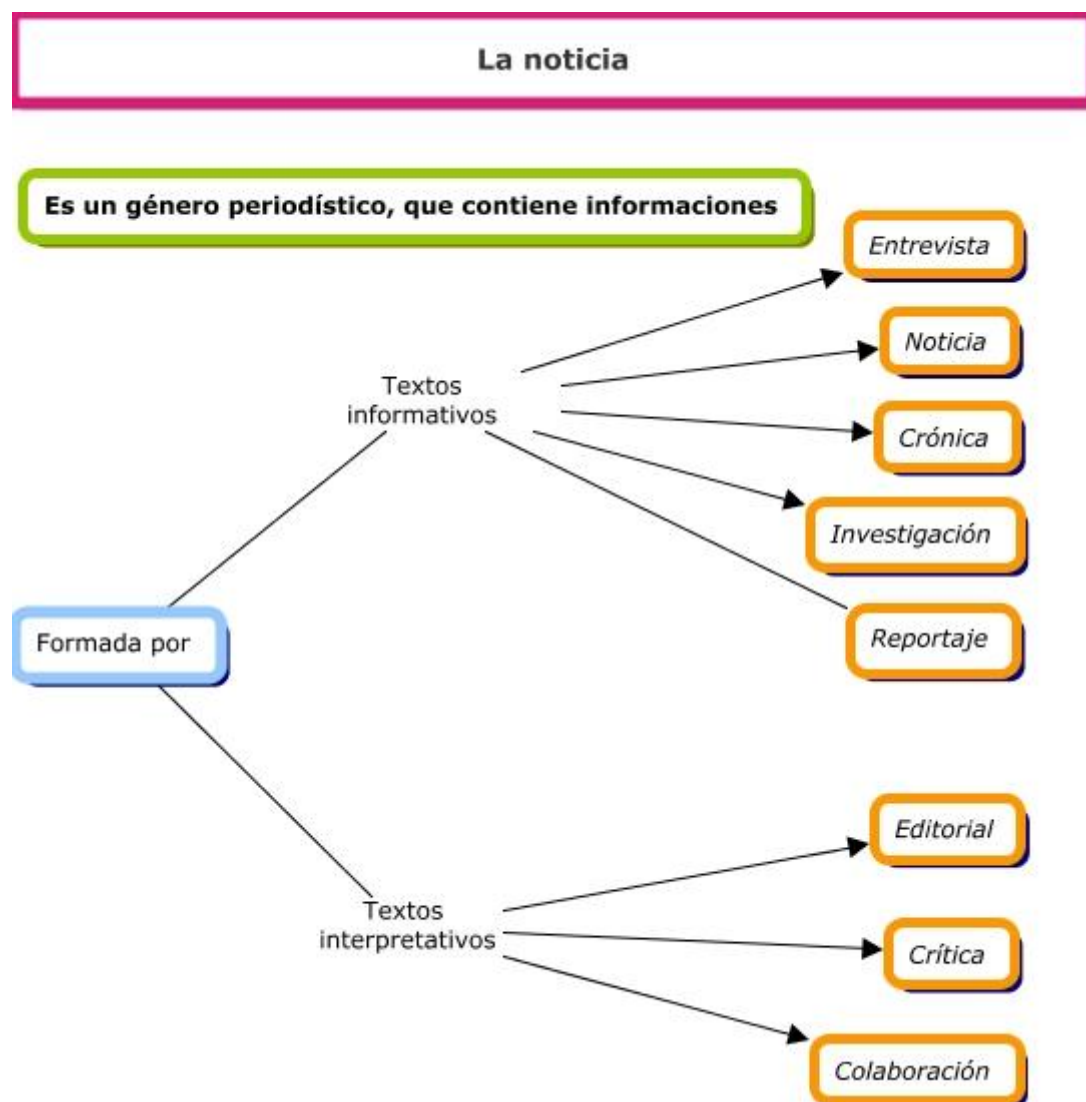 La noticia
Es un género periodístico, que contiene informaciones
Entrevista
Noticia
Textos
informativos
Crónica
Investigación
Formada por
Reportaje
Editorial
Textos
interpretativos
Crítica
Colaboración